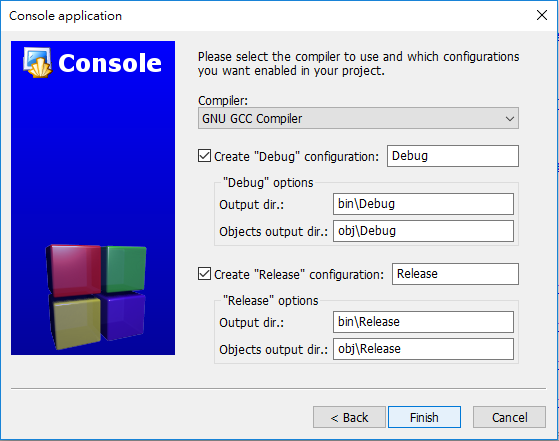 Console application
Console
Please select the compiler to use and which configurations
you want enabled in your project.
Compiler:
GNU GCC Compiler
Create "Debug" configuration: Debug
"Debug" options
Output dir.: bin\Debug
Objects output dir.: obj\Debug
Create "Release" configuration: Release
"Release" options
Output dir.: bin\Release
Objects output dir.: obj\Release
< Back Finish Cancel